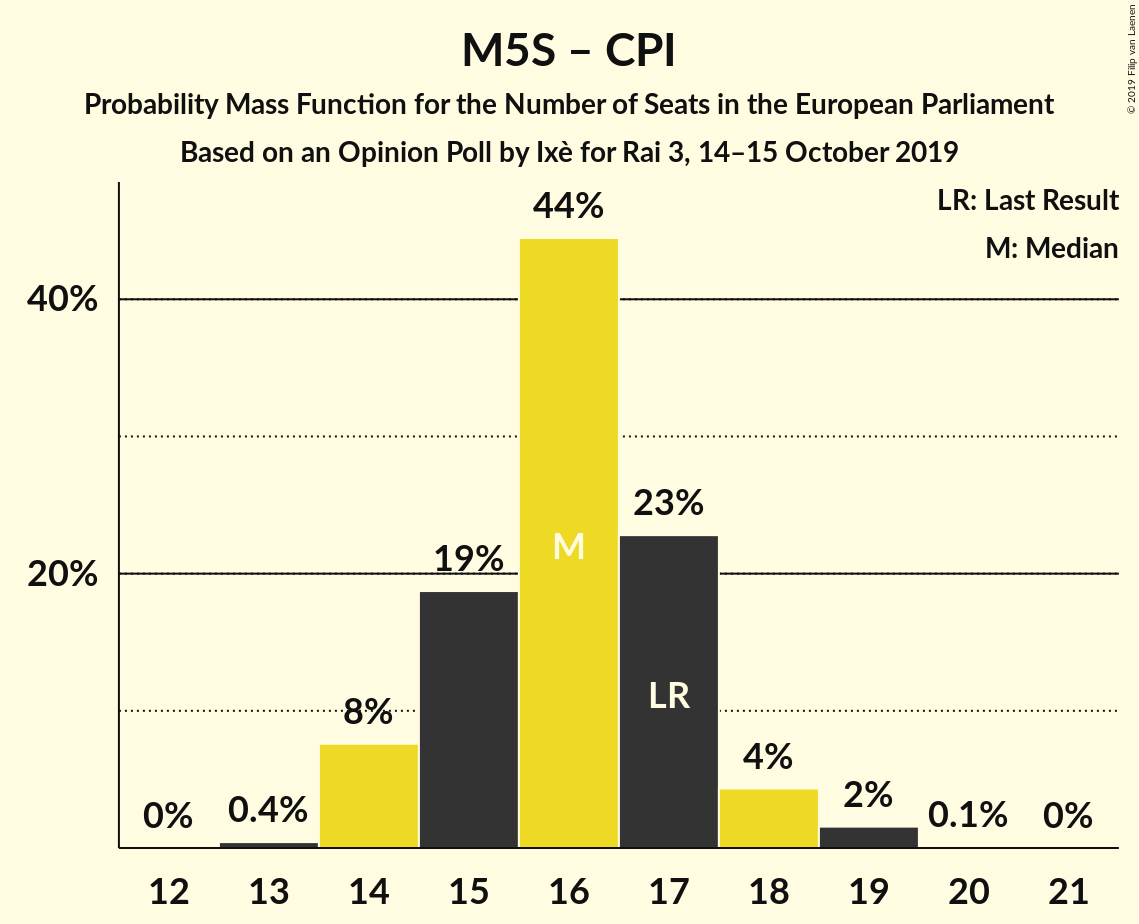 M5S – CPI
Probability Mass Function for the Number of Seats in the European Parliament
Based on an Opinion Poll by Ixè for Rai 3, 14–15 October 2019
© 2019 Filip van Laenen
LR: Last Result
M: Median
40%
20%
0%
0.4%
8%
19%
44%
23%
4%
2%
0.1%
0%
M
LR
12 13 14 15 16 17 18 19 20 21